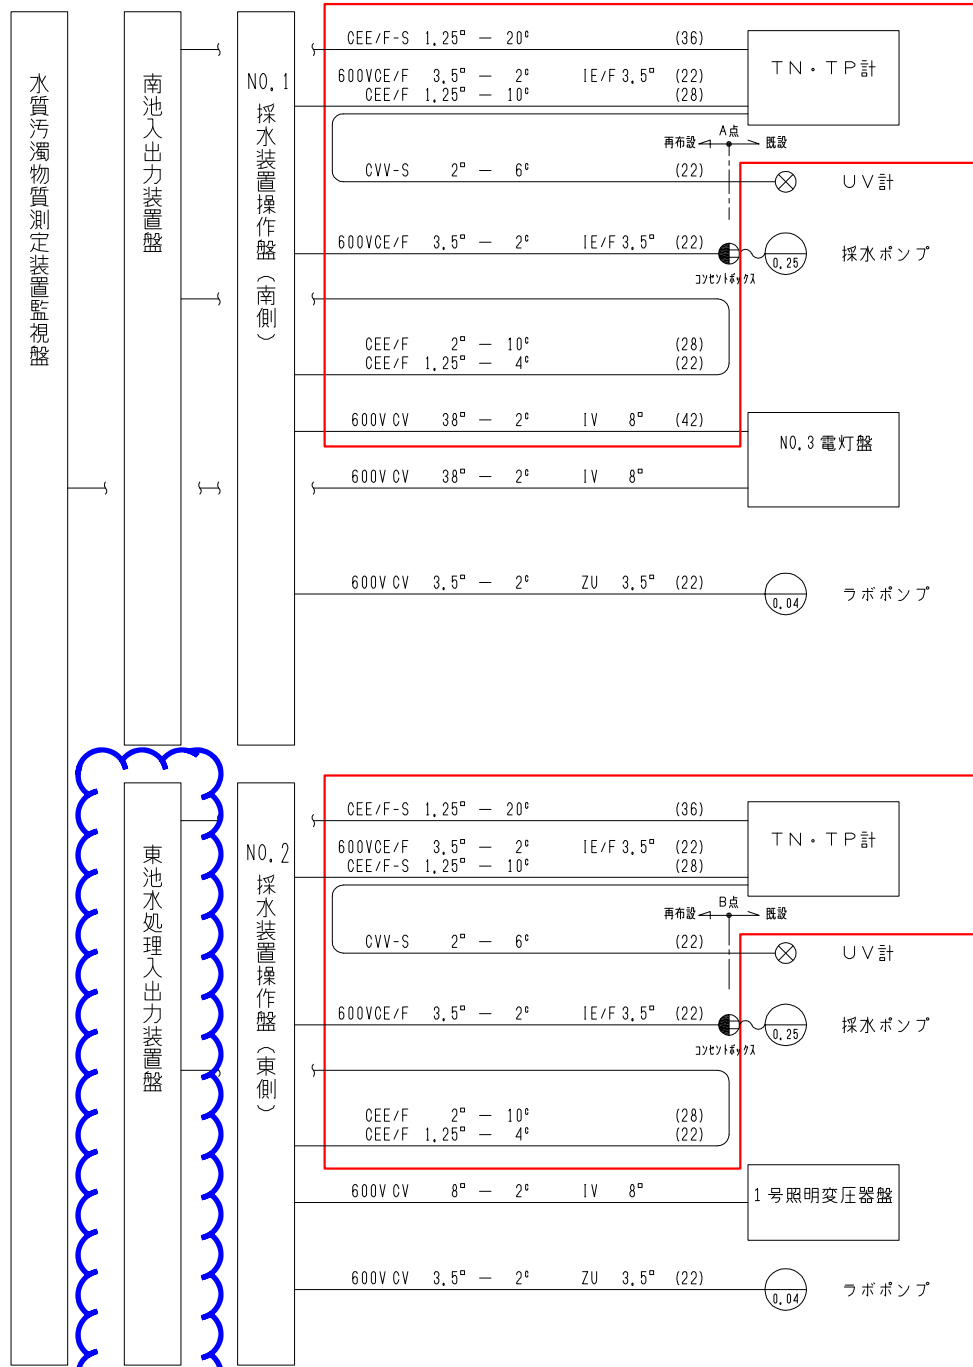 水質汚濁物質測定装置監視盤
南池入出力装置盤
NO.1 採水装置操作盤(南側)
CEE/F-S 1.25□ — 20c (36)
600VCE/F 3.5□ — 2c IE/F 3.5□ (22)
CEE/F 1.25□ — 10c (28)
TN・TP計
再布設 A点 既設
CVV-S 2□ — 6c (22)
UV計
600VCE/F 3.5□ — 2c IE/F 3.5□ (22)
0.25
採水ポンプ
コンセントボックス
CEE/F 2□ — 10c (28)
CEE/F 1.25□ — 4c (22)
600V CV 38□ — 2c IV 8□ (42)
NO.3 電灯盤
600V CV 38□ — 2c IV 8□
600V CV 3.5□ — 2c ZU 3.5□ (22)
0.04
ラボポンプ
東池水処理入出力装置盤
NO.2 採水装置操作盤(東側)
CEE/F-S 1.25□ — 20c (36)
600VCE/F 3.5□ — 2c IE/F 3.5□ (22)
CEE/F-S 1.25□ — 10c (28)
TN・TP計
再布設 B点 既設
CVV-S 2□ — 6c (22)
UV計
600VCE/F 3.5□ — 2c IE/F 3.5□ (22)
0.25
採水ポンプ
コンセントボックス
CEE/F 2□ — 10c (28)
CEE/F 1.25□ — 4c (22)
600V CV 8□ — 2c IV 8□
1号照明変圧器盤
600V CV 3.5□ — 2c ZU 3.5□ (22)
0.04
ラボポンプ